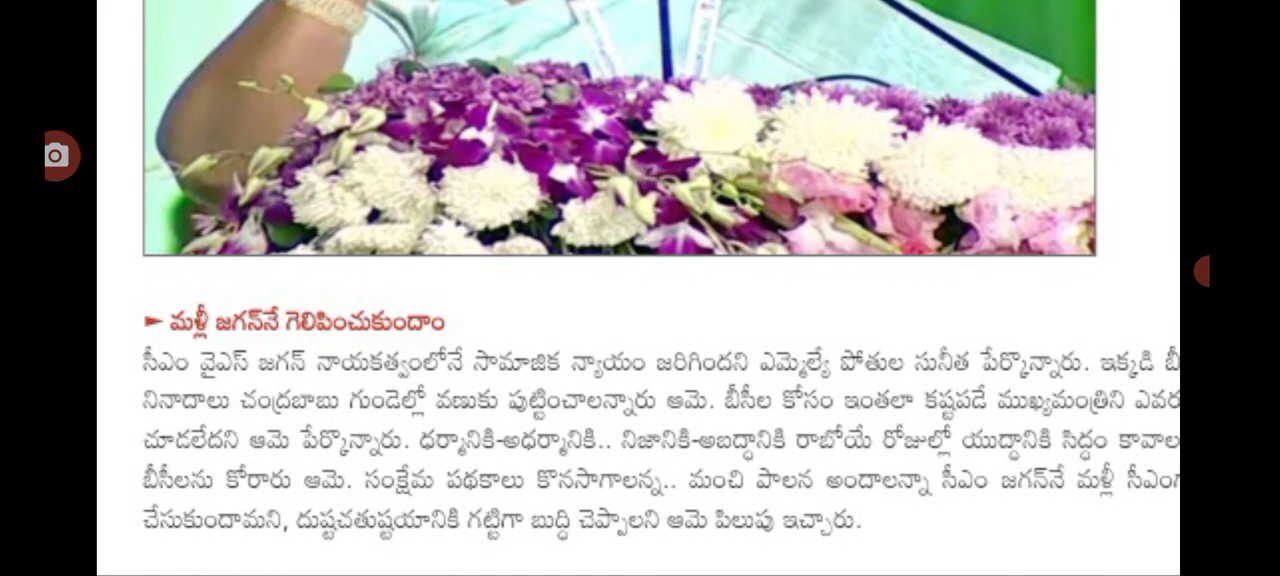 ► మళ్లీ జగన్‌నే గెలిపించుకుందాం
సీఎం వైఎస్ జగన్ నాయకత్వంలోనే సామాజిక న్యాయం జరిగిందని ఎమ్మెల్యే పోతుల సునీత పేర్కొన్నారు. ఇక్కడి బీ
నినాదాలు చంద్రబాబు గుండెల్లో వణుకు పుట్టించాలన్నారు ఆమె. బీసీల కోసం ఇంతలా కష్టపడే ముఖ్యమంత్రిని ఎవర
చూడలేదని ఆమె పేర్కొన్నారు. ధర్మానికి-అధర్మానికి.. నిజానికి-అబద్ధానికి రాబోయే రోజుల్లో యుద్ధానికి సిద్ధం కావాల
బీసీలను కోరారు ఆమె. సంక్షేమ పథకాలు కొనసాగాలన్న.. మంచి పాలన అందాలన్నా సీఎం జగన్‌నే మళ్లీ సీఎంగ
చేసుకుందామని, దుష్టచతుష్టయానికి గట్టిగా బుద్ధి చెప్పాలని ఆమె పిలుపు ఇచ్చారు.